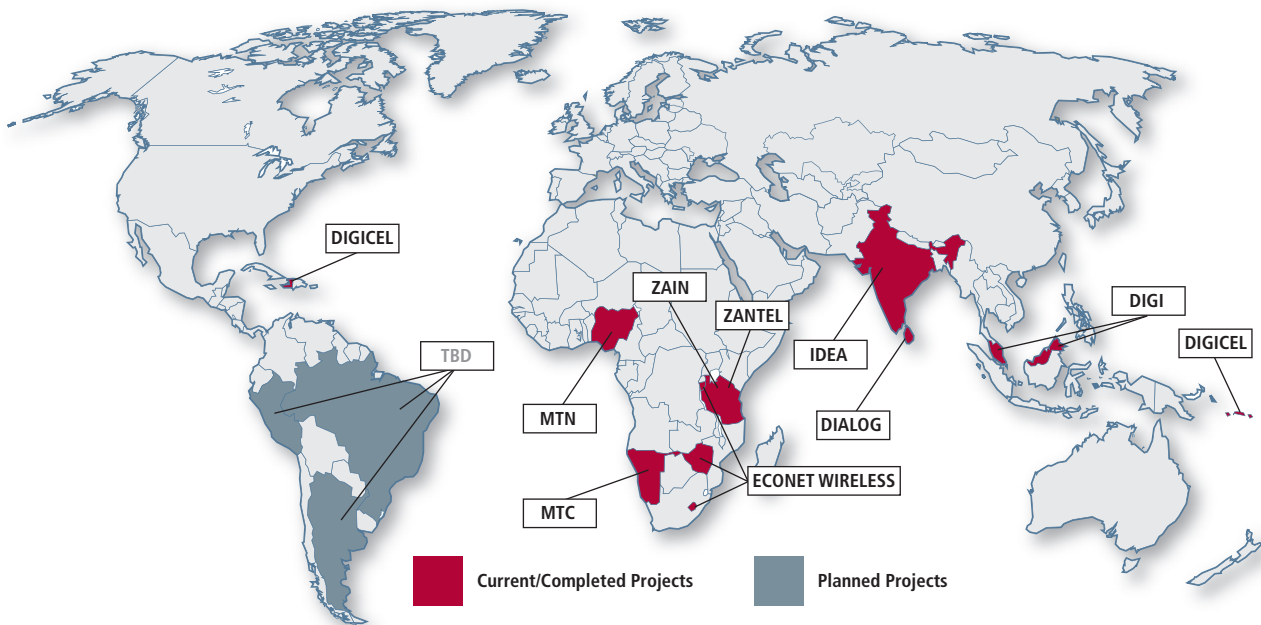 DIGICEL
ZAIN
ZANTEL
DIGI
DIGICEL
TBD
IDEA
MTN
DIALOG
ECONET WIRELESS
MTC
Current/Completed Projects
Planned Projects